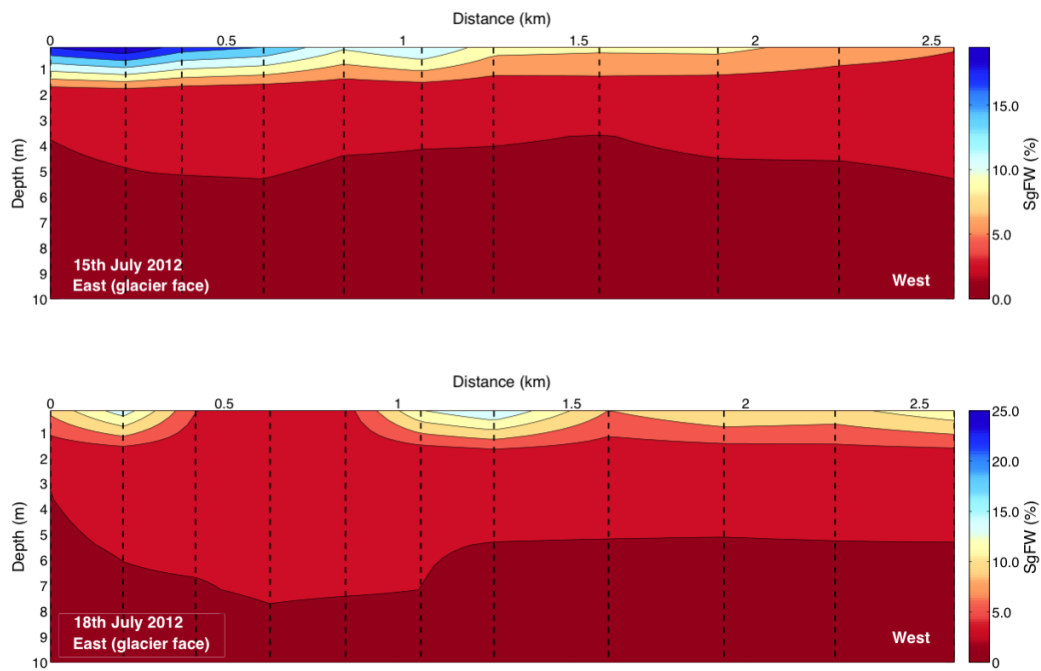 Distance (km)
0 0.5 1 1.5 2 2.5
1
2
3
4
5
6
7
8
9
10
Depth (m)
15th July 2012
East (glacier face)
West
15.0
10.0
5.0
0.0
SgFW (%)
Distance (km)
0 0.5 1 1.5 2 2.5
1
2
3
4
5
6
7
8
9
10
Depth (m)
18th July 2012
East (glacier face)
West
25.0
20.0
15.0
10.0
5.0
0
SgFW (%)